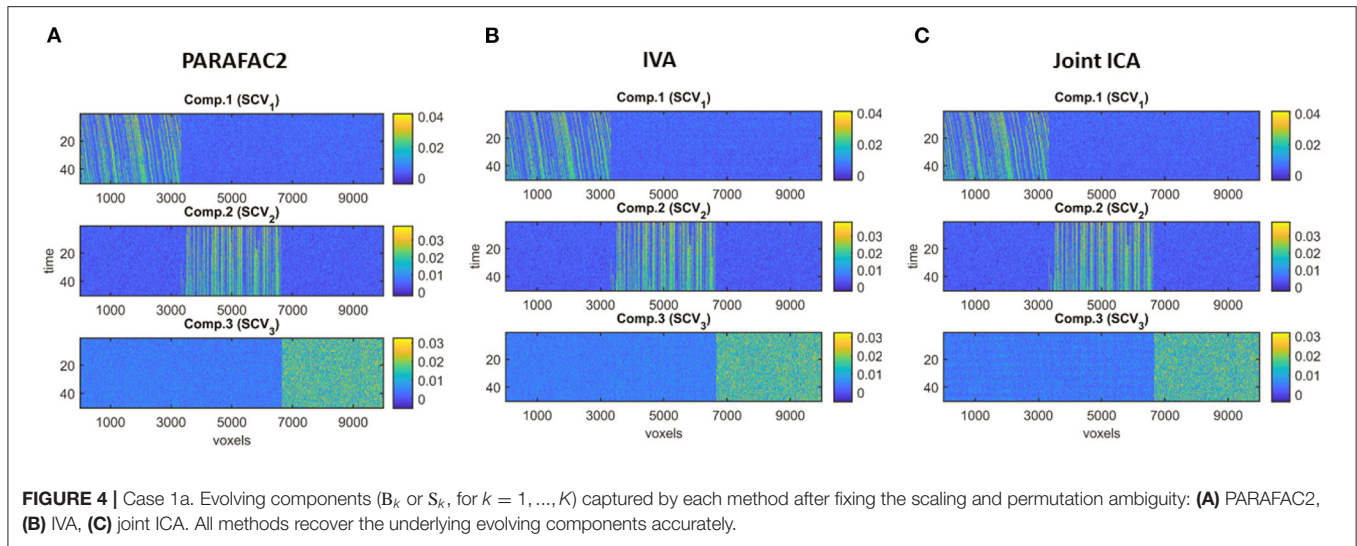 A
PARAFAC2
Comp.1 (SCV1)
20
40
0.04
0.02
0
1000 3000 5000 7000 9000
Comp.2 (SCV2)
time
20
40
0.03
0.02
0.01
0
1000 3000 5000 7000 9000
Comp.3 (SCV3)
20
40
0.03
0.02
0.01
0
1000 3000 5000 7000 9000
voxels
B
IVA
Comp.1 (SCV1)
20
40
0.04
0.02
0
1000 3000 5000 7000 9000
Comp.2 (SCV2)
time
20
40
0.03
0.02
0.01
0
1000 3000 5000 7000 9000
Comp.3 (SCV3)
20
40
0.03
0.02
0.01
0
1000 3000 5000 7000 9000
voxels
C
Joint ICA
Comp.1 (SCV1)
20
40
0.04
0.02
0
1000 3000 5000 7000 9000
Comp.2 (SCV2)
time
20
40
0.03
0.02
0.01
0
1000 3000 5000 7000 9000
Comp.3 (SCV3)
20
40
0.03
0.02
0.01
0
1000 3000 5000 7000 9000
voxels
FIGURE 4 | Case 1a. Evolving components (Bk or Sk, for k = 1, ..., K) captured by each method after fixing the scaling and permutation ambiguity: (A) PARAFAC2,
(B) IVA, (C) joint ICA. All methods recover the underlying evolving components accurately.